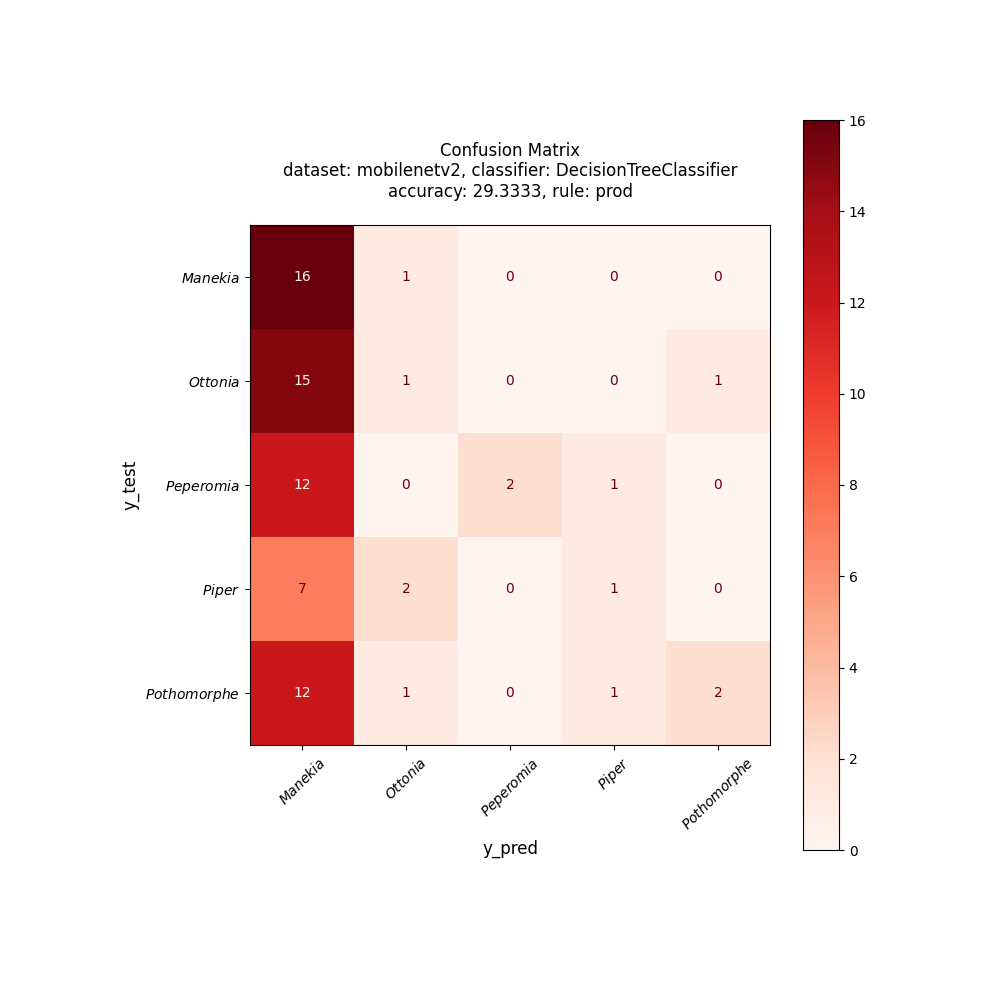 Confusion Matrix
dataset: mobilenetv2, classifier: DecisionTreeClassifier
accuracy: 29.3333, rule: prod
y_test
Manekia 16 1 0 0 0
Ottonia 15 1 0 0 1
Peperomia 12 0 2 1 0
Piper 7 2 0 1 0
Pothomorphe 12 1 0 1 2
Manekia Ottonia Peperomia Piper Pothomorphe
y_pred
16
14
12
10
8
6
4
2
0